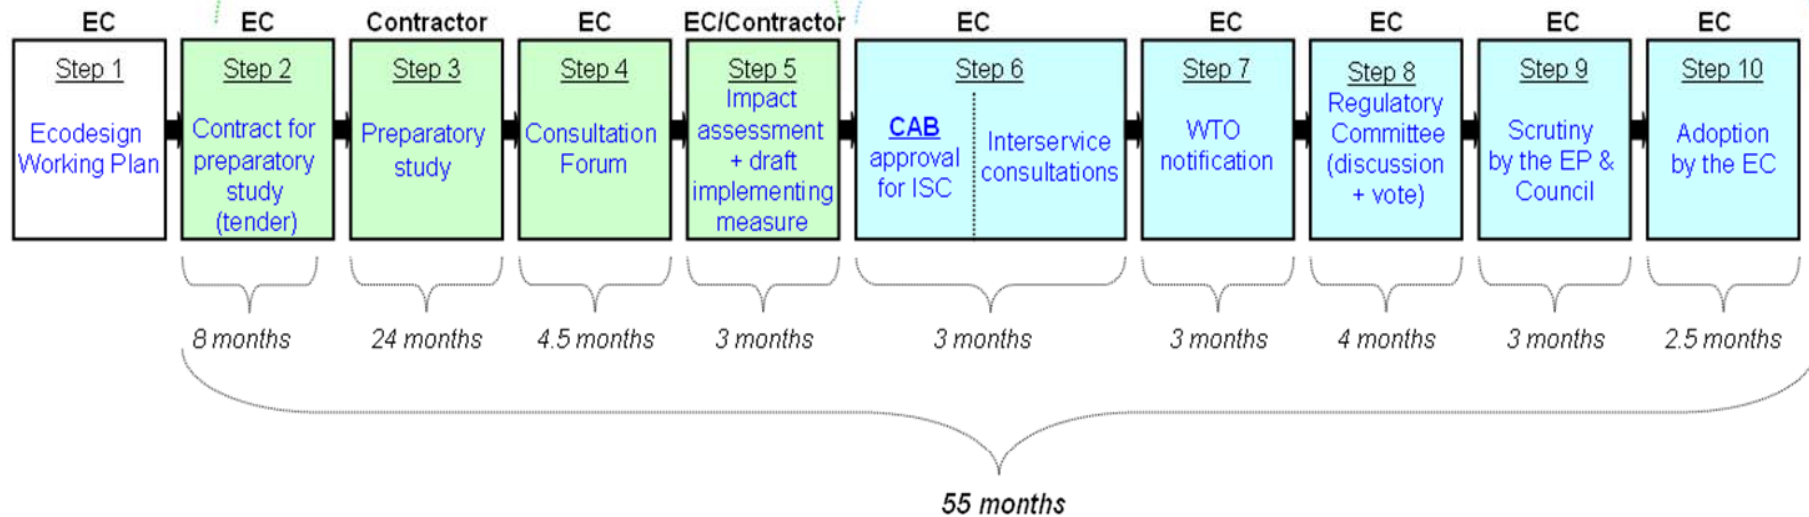 EC
Step 1
Ecodesign
Working Plan
EC
Step 2
Contract for
preparatory
study
(tender)
Contractor
Step 3
Preparatory
study
EC
Step 4
Consultation
Forum
EC/Contractor
Step 5
Impact
assessment
+ draft
implementing
measure
EC
Step 6
CAB
approval
for ISC
Interservice
consultations
EC
Step 7
WTO
notification
EC
Step 8
Regulatory
Committee
(discussion
+ vote)
EC
Step 9
Scrutiny
by the EP &
Council
EC
Step 10
Adoption
by the EC
8 months
24 months
4.5 months
3 months
3 months
3 months
4 months
3 months
2.5 months
55 months